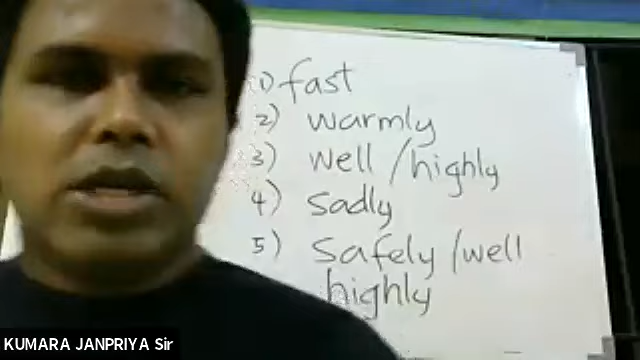 1) fast
2) warmly
3) well /highly
4) sadly
5) safely /well
highly
KUMARA JANPRIYA Sir